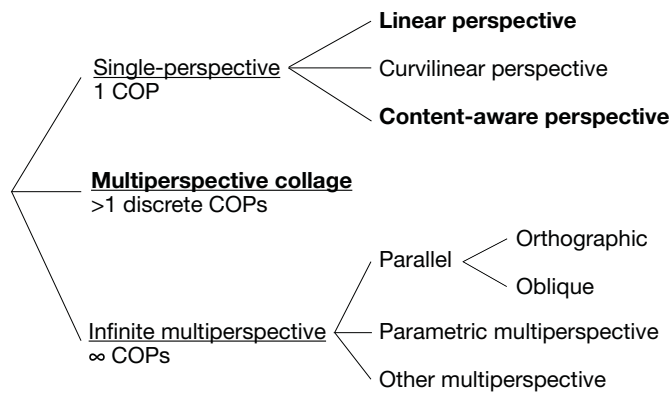 Linear perspective
Single-perspective
1 COP
Curvilinear perspective
Content-aware perspective
Multiperspective collage
>1 discrete COPs
Orthographic
Parallel
Oblique
Infinite multiperspective
∞ COPs
Parametric multiperspective
Other multiperspective